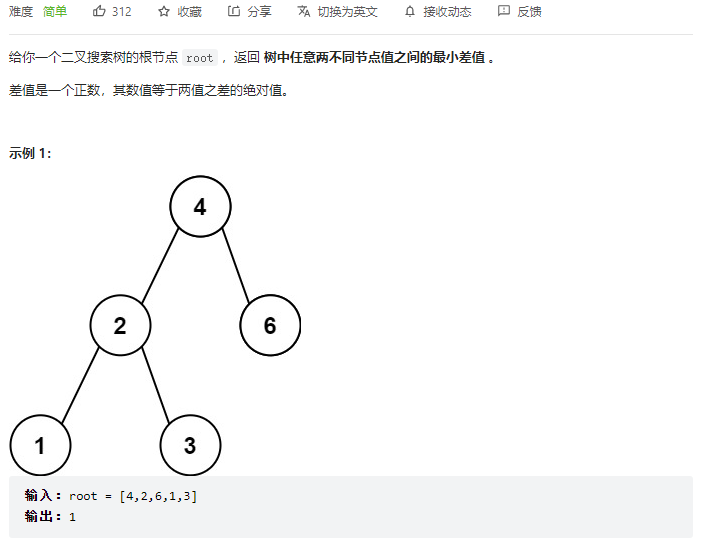 难度 简单 312 收藏 分享 切换为英文 接收动态 反馈
给你一个二叉搜索树的根节点 root ，返回 树中任意两不同节点值之间的最小差值 。
差值是一个正数，其数值等于两值之差的绝对值。
示例 1：
4
2 6
1 3
输入：root = [4,2,6,1,3]
输出：1